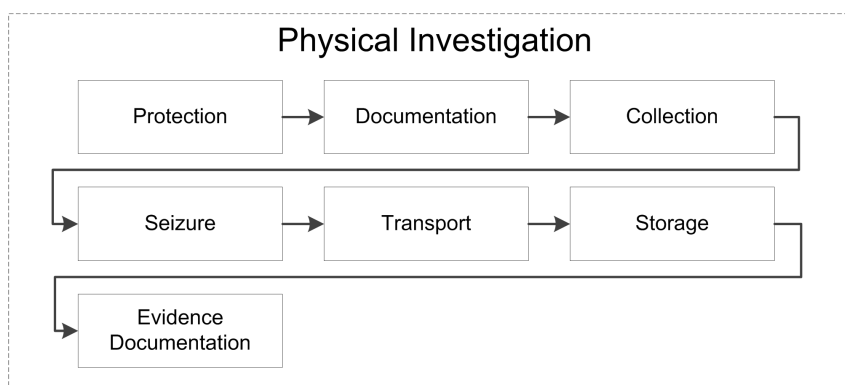 Physical Investigation
Protection
Documentation
Collection
Seizure
Transport
Storage
Evidence
Documentation